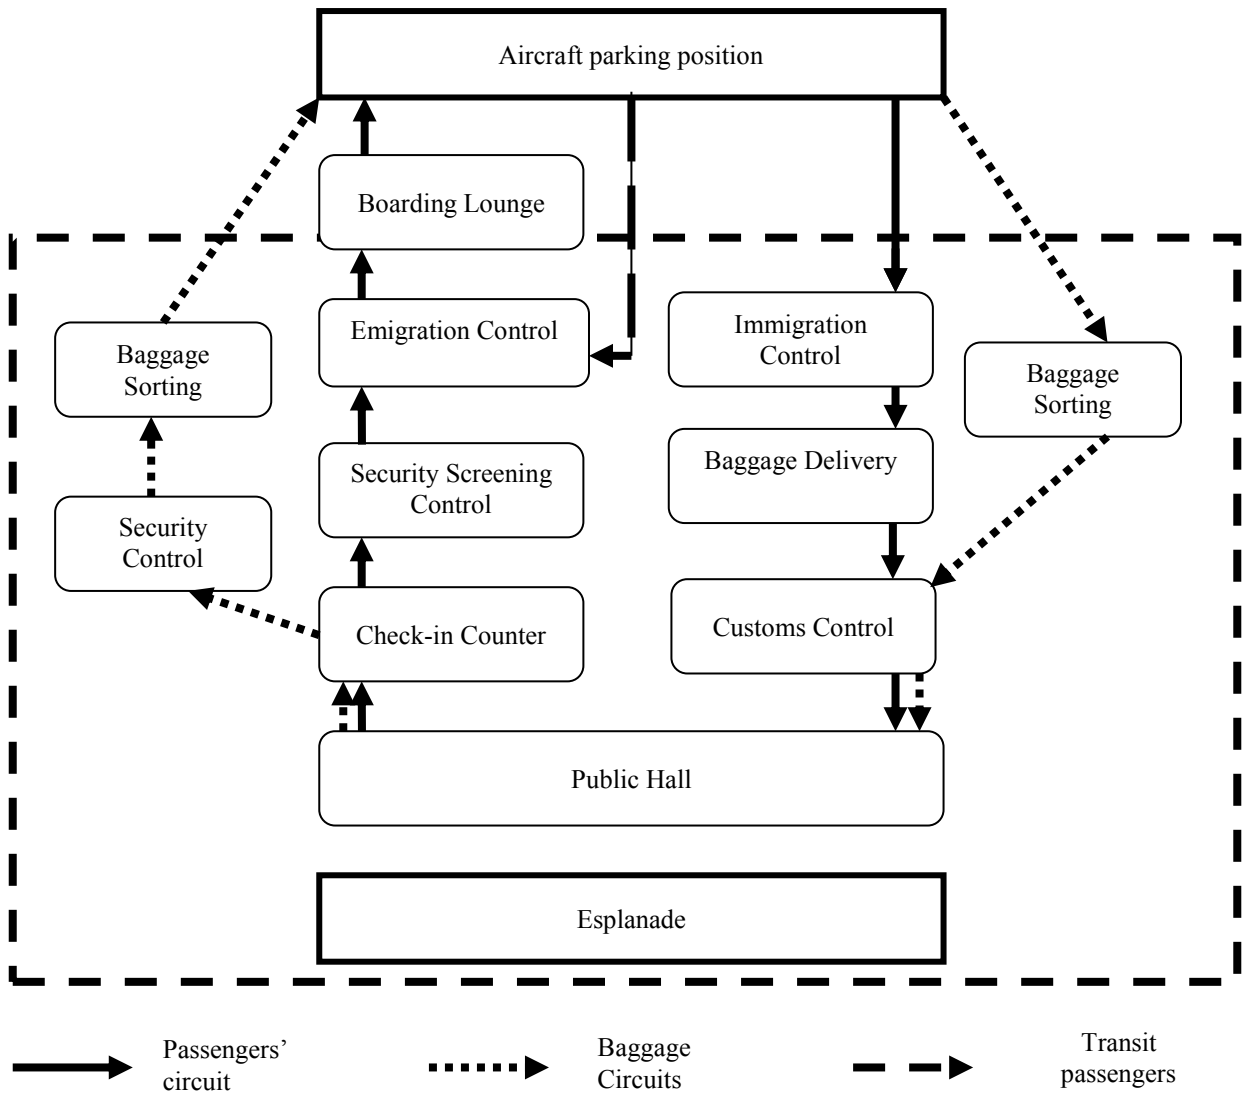 Aircraft parking position
Boarding Lounge
Emigration Control
Immigration
Control
Baggage
Sorting
Baggage
Sorting
Security Screening
Control
Baggage Delivery
Security
Control
Check-in Counter
Customs Control
Public Hall
Esplanade
Passengers’
circuit
Baggage
Circuits
Transit
passengers